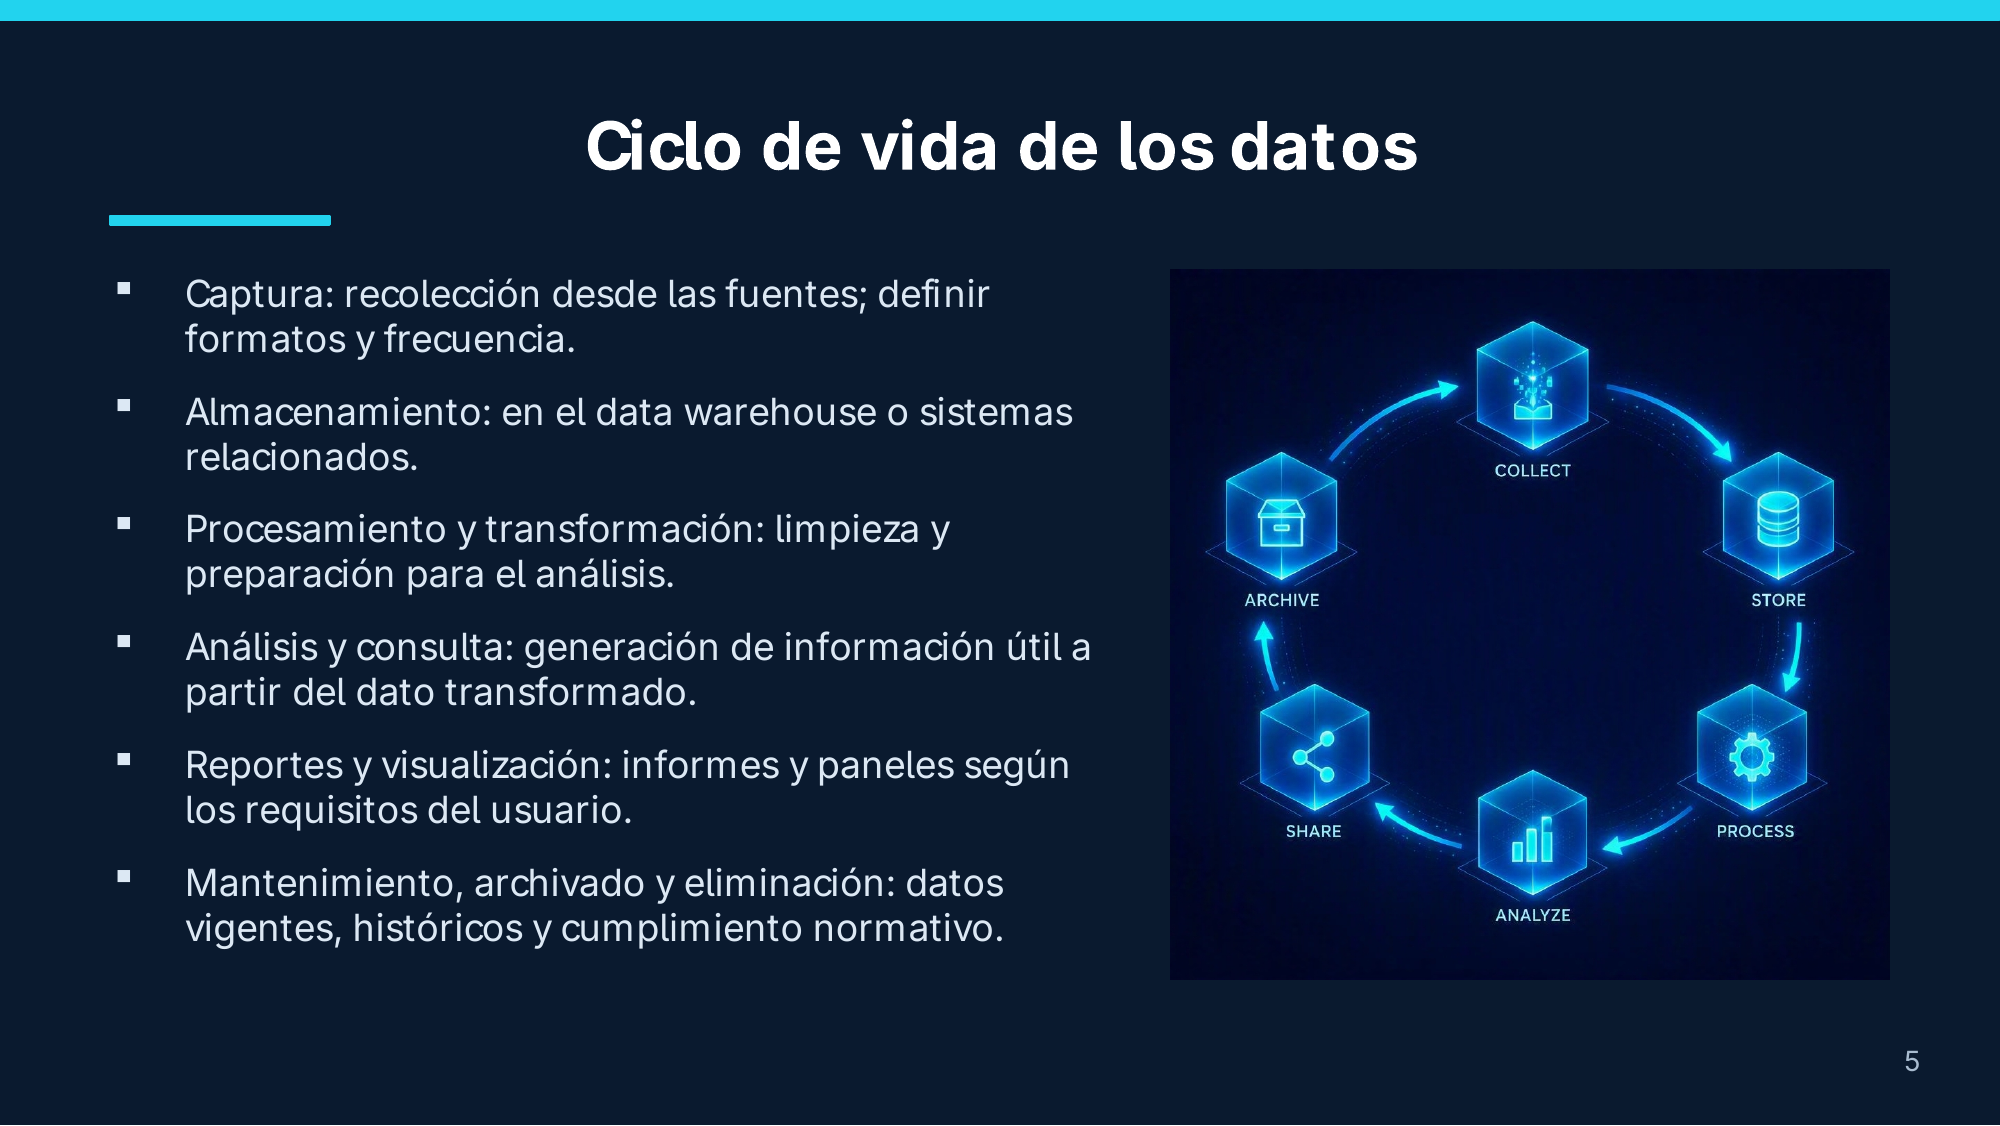 Ciclo de vida de los datos
▪ Captura: recolección desde las fuentes; definir
formatos y frecuencia.
▪ Almacenamiento: en el data warehouse o sistemas
relacionados.
▪ Procesamiento y transformación: limpieza y
preparación para el análisis.
▪ Análisis y consulta: generación de información útil a
partir del dato transformado.
▪ Reportes y visualización: informes y paneles según
los requisitos del usuario.
▪ Mantenimiento, archivado y eliminación: datos
vigentes, históricos y cumplimiento normativo.
COLLECT
STORE
PROCESS
ANALYZE
SHARE
ARCHIVE
5